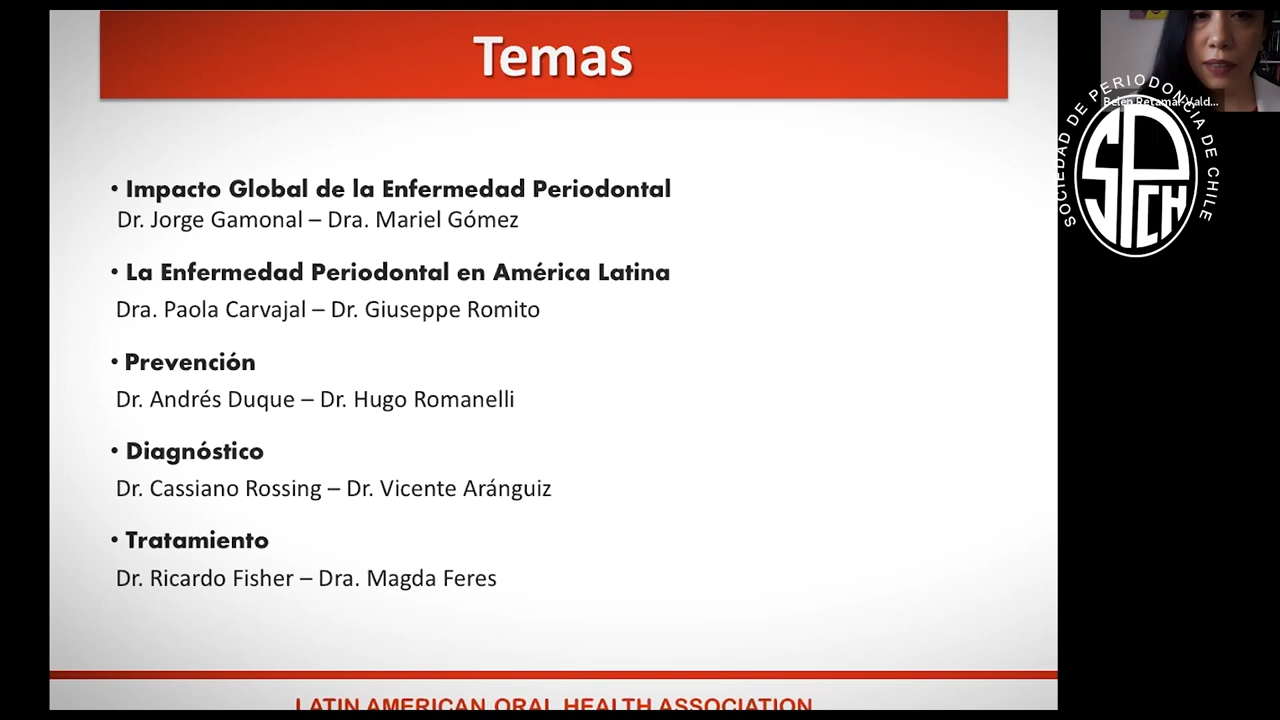 Temas
• Impacto Global de la Enfermedad Periodontal
Dr. Jorge Gamonal – Dra. Mariel Gómez
• La Enfermedad Periodontal en América Latina
Dra. Paola Carvajal – Dr. Giuseppe Romito
• Prevención
Dr. Andrés Duque – Dr. Hugo Romanelli
• Diagnóstico
Dr. Cassiano Rossing – Dr. Vicente Aránguiz
• Tratamiento
Dr. Ricardo Fisher – Dra. Magda Feres
LATIN AMERICAN ORAL HEALTH ASSOCIATION
Belen Retamal-Vald...
SOCIEDAD DE PERIODONCIA DE CHILE
SPCH